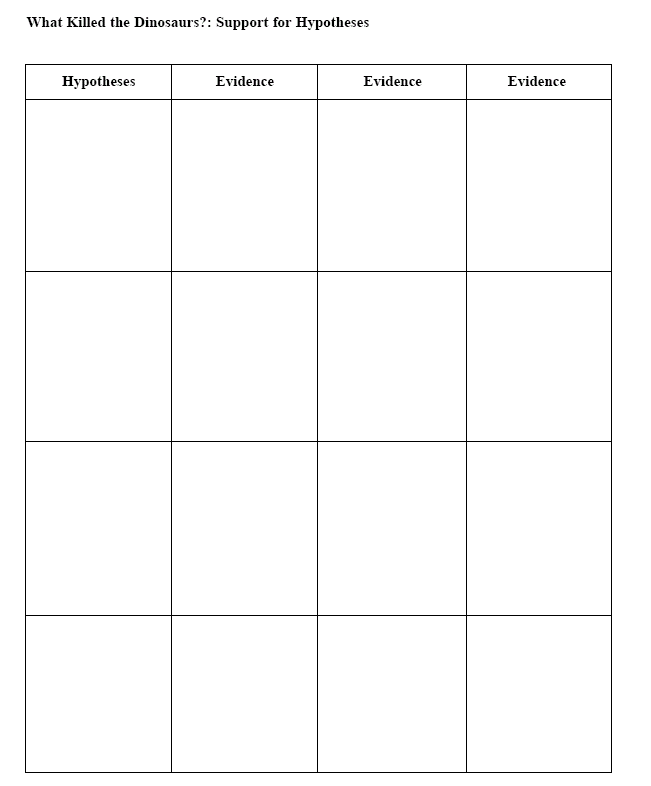 What Killed the Dinosaurs?: Support for Hypotheses
Hypotheses Evidence Evidence Evidence